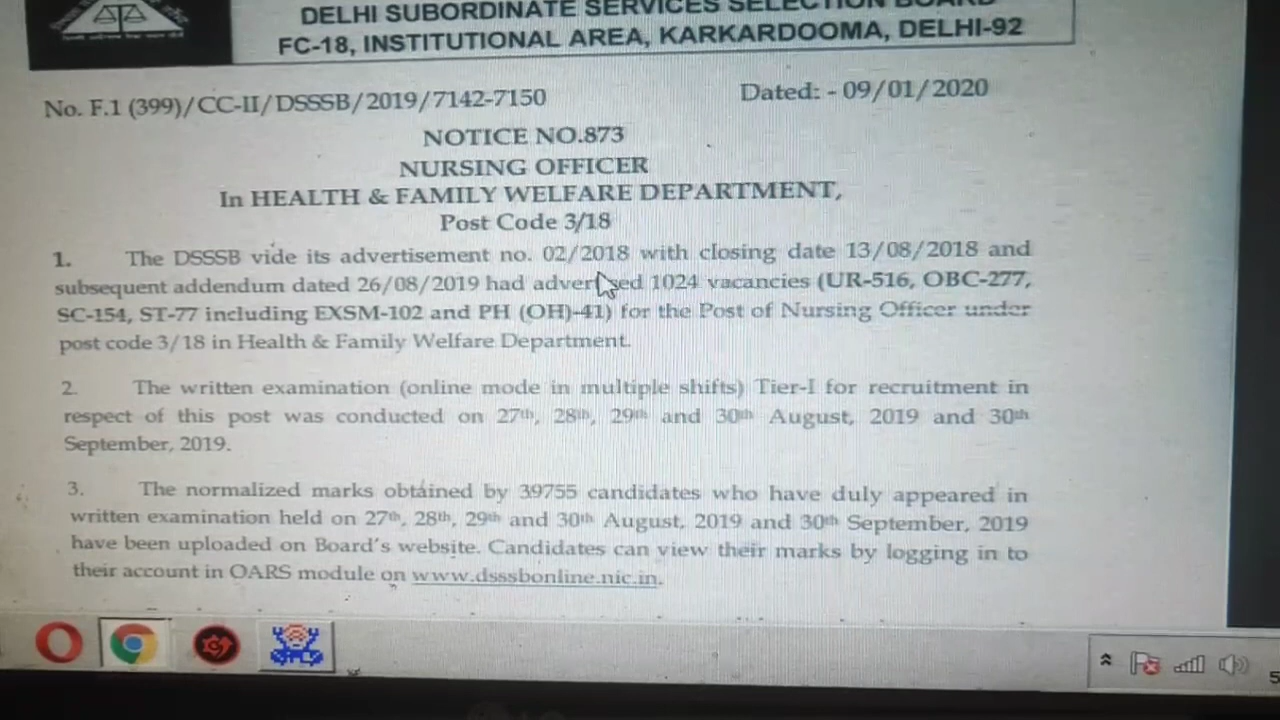 DELHI SUBORDINATE SERVICES SELECTION BOARD
FC-18, INSTITUTIONAL AREA, KARKARDOOMA, DELHI-92
No. F.1 (399)/CC-II/DSSSB/2019/7142-7150 Dated: - 09/01/2020
NOTICE NO.873
NURSING OFFICER
In HEALTH & FAMILY WELFARE DEPARTMENT,
Post Code 3/18
1. The DSSSB vide its advertisement no. 02/2018 with closing date 13/08/2018 and
subsequent addendum dated 26/08/2019 had advertised 1024 vacancies (UR-516, OBC-277,
SC-154, ST-77 including EXSM-102 and PH (OH)-41) for the Post of Nursing Officer under
post code 3/18 in Health & Family Welfare Department.
2. The written examination (online mode in multiple shifts) Tier-I for recruitment in
respect of this post was conducted on 27th, 28th, 29th and 30th August, 2019 and 30th
September, 2019.
3. The normalized marks obtained by 39755 candidates who have duly appeared in
written examination held on 27th, 28th, 29th and 30th August, 2019 and 30th September, 2019
have been uploaded on Board's website. Candidates can view their marks by logging in to
their account in OARS module on www.dsssbonline.nic.in.
5